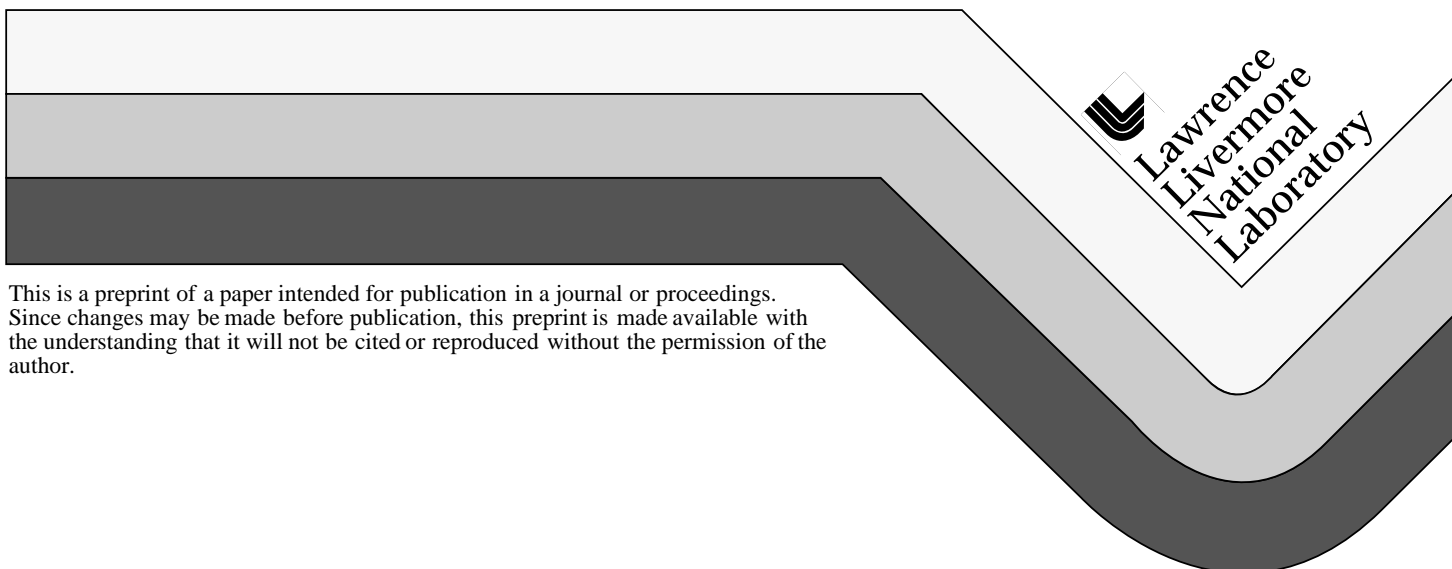 Lawrence
Livermore
National
Laboratory
This is a preprint of a paper intended for publication in a journal or proceedings.
Since changes may be made before publication, this preprint is made available with
the understanding that it will not be cited or reproduced without the permission of the
author.